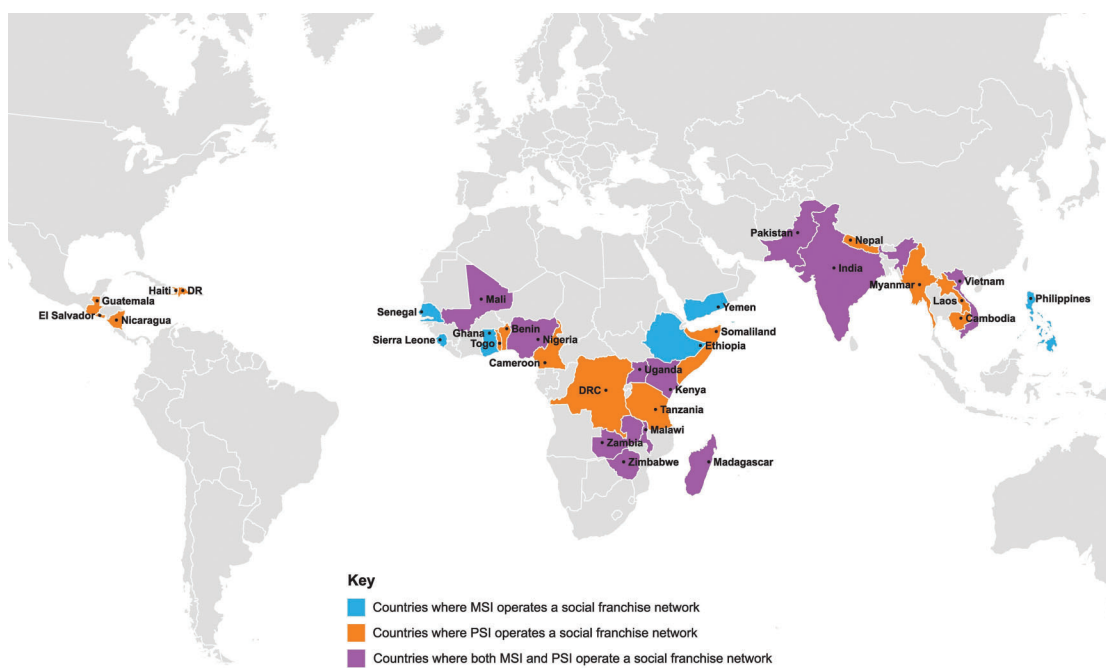 Pakistan
Nepal
India
Myanmar
Vietnam
Laos
Cambodia
Philippines
Haiti
DR
Guatemala
El Salvador
Nicaragua
Mali
Senegal
Sierra Leone
Ghana
Benin
Togo
Nigeria
Cameroon
Yemen
Somaliland
Ethiopia
Uganda
Kenya
DRC
Tanzania
Malawi
Zambia
Zimbabwe
Madagascar
Key
Countries where MSI operates a social franchise network
Countries where PSI operates a social franchise network
Countries where both MSI and PSI operate a social franchise network